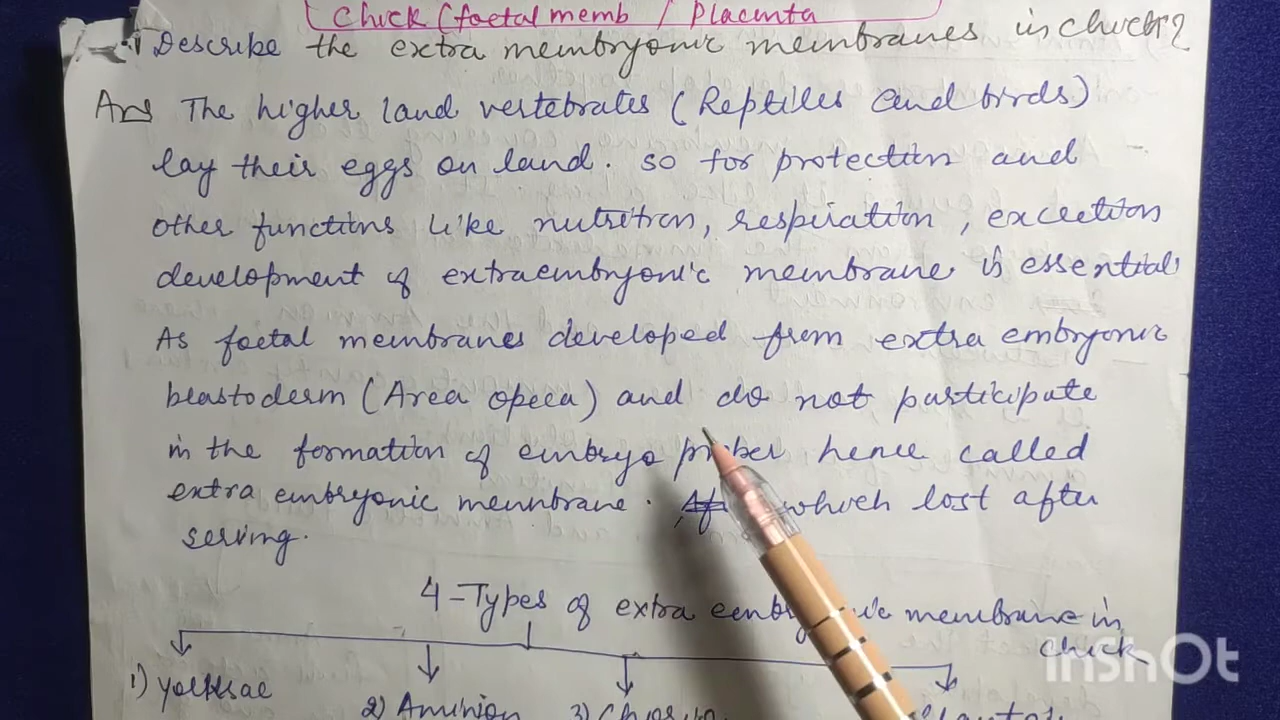 Chick (foetal memb / Placenta
Describe the extra membryonic membranes in chick?
Ans The higher land vertebrates (Reptiles and birds)
lay their eggs on land. so for protection and
other functions like nutrition, respiration, excretion
development of extraembryonic membrane is essential
As foetal membranes developed from extra embryonic
blastoderm (Area opeca) and do not participate
in the formation of embryo proper hence called
extra embryonic membrane. which lost after
serving.
4-Types of extra embryonic membrane in
chick
1) yolksac
2) Amnion 3) Chorion
InShOt